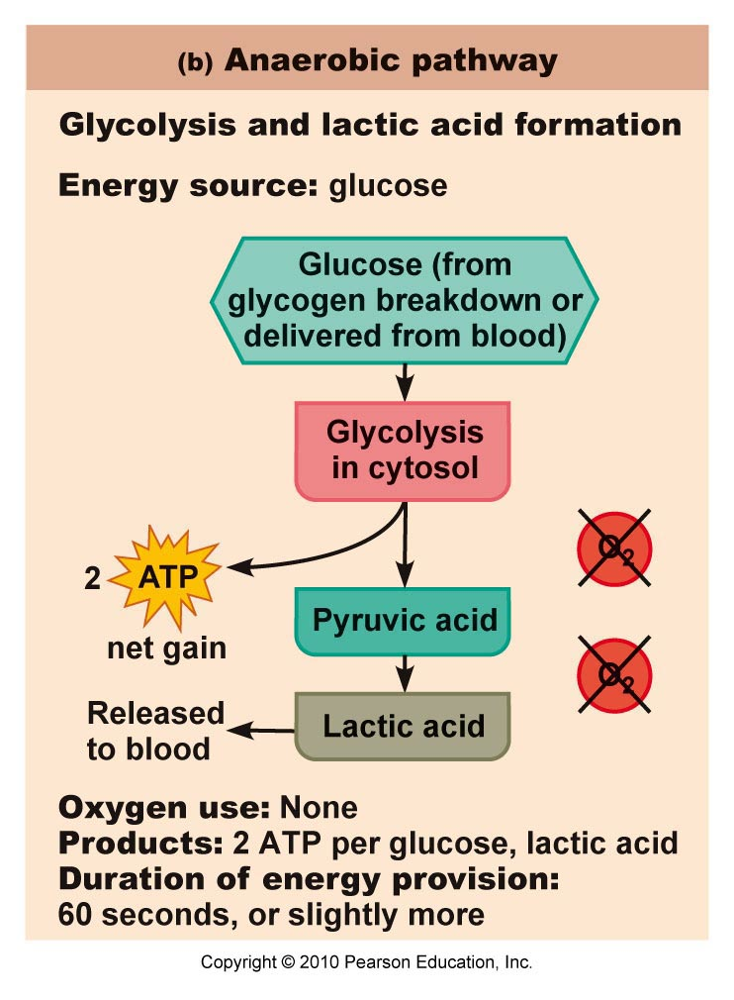 (b) Anaerobic pathway
Glycolysis and lactic acid formation
Energy source: glucose
Glucose (from
glycogen breakdown or
delivered from blood)
Glycolysis
in cytosol
2 ATP
net gain
O2
Pyruvic acid
O2
Released
to blood
Lactic acid
Oxygen use: None
Products: 2 ATP per glucose, lactic acid
Duration of energy provision:
60 seconds, or slightly more
Copyright © 2010 Pearson Education, Inc.